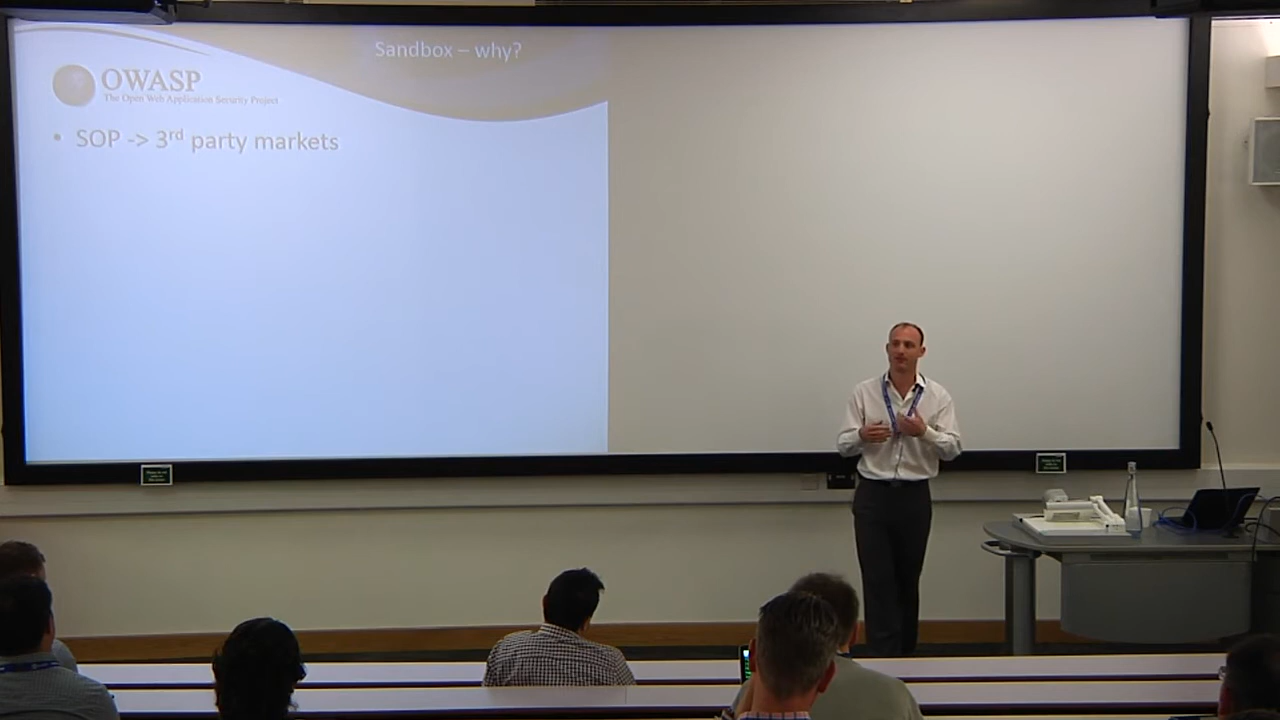 Sandbox – why?
OWASP
The Open Web Application Security Project
• SOP -> 3rd party markets